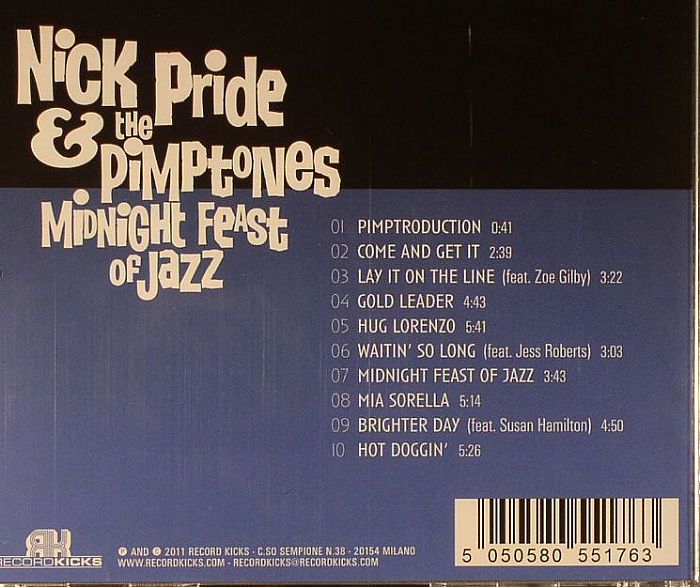 Nick Pride
& the
Pimptones
Midnight Feast
of Jazz
01 PIMPTRODUCTION 0:41
02 COME AND GET IT 2:39
03 LAY IT ON THE LINE (feat. Zoe Gilby) 3:22
04 GOLD LEADER 4:43
05 HUG LORENZO 5:41
06 WAITIN' SO LONG (feat. Jess Roberts) 3:03
07 MIDNIGHT FEAST OF JAZZ 3:43
08 MIA SORELLA 5:14
09 BRIGHTER DAY (feat. Susan Hamilton) 4:50
10 HOT DOGGIN' 5:26
RK
RECORDKICKS
℗ AND © 2011 RECORD KICKS - C.SO SEMPIONE N.38 - 20154 MILANO
WWW.RECORDKICKS.COM - RECORDKICKS@RECORDKICKS.COM
5 050580 551763